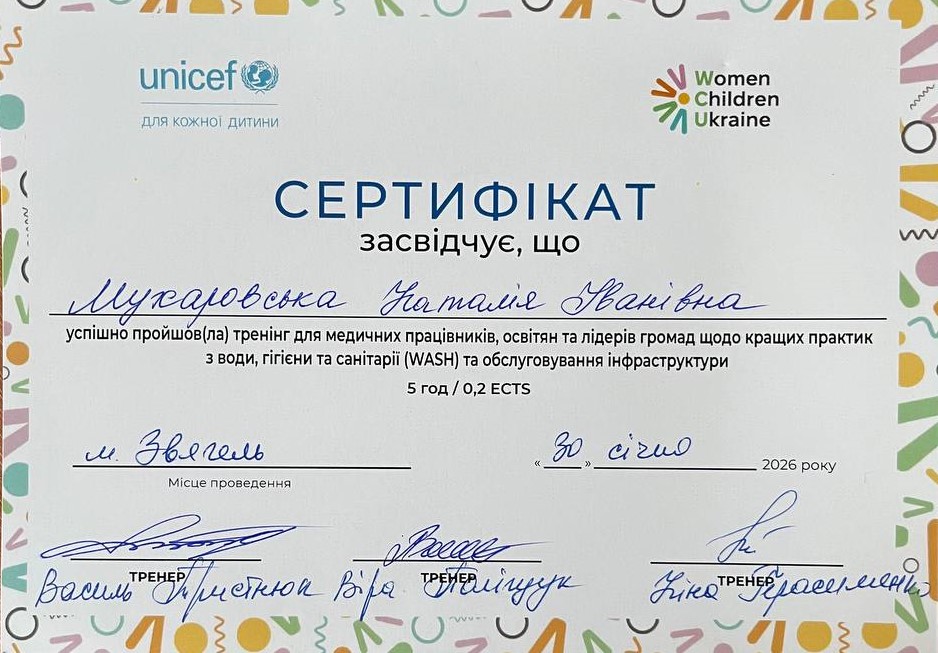 unicef
для кожної дитини
Women
Children
Ukraine
СЕРТИФІКАТ
засвідчує, що
Мухаровська Наталія Іванівна
успішно пройшов(ла) тренінг для медичних працівників, освітян та лідерів громад щодо кращих практик
з води, гігієни та санітарії (WASH) та обслуговування інфраструктури
5 год / 0,2 ECTS
м. Звягель
« 30 » січня 2026 року
Місце проведення
ТРЕНЕР ТРЕНЕР ТРЕНЕР
Василь Тристнюк Віра Поліщук Ніна Герасименко